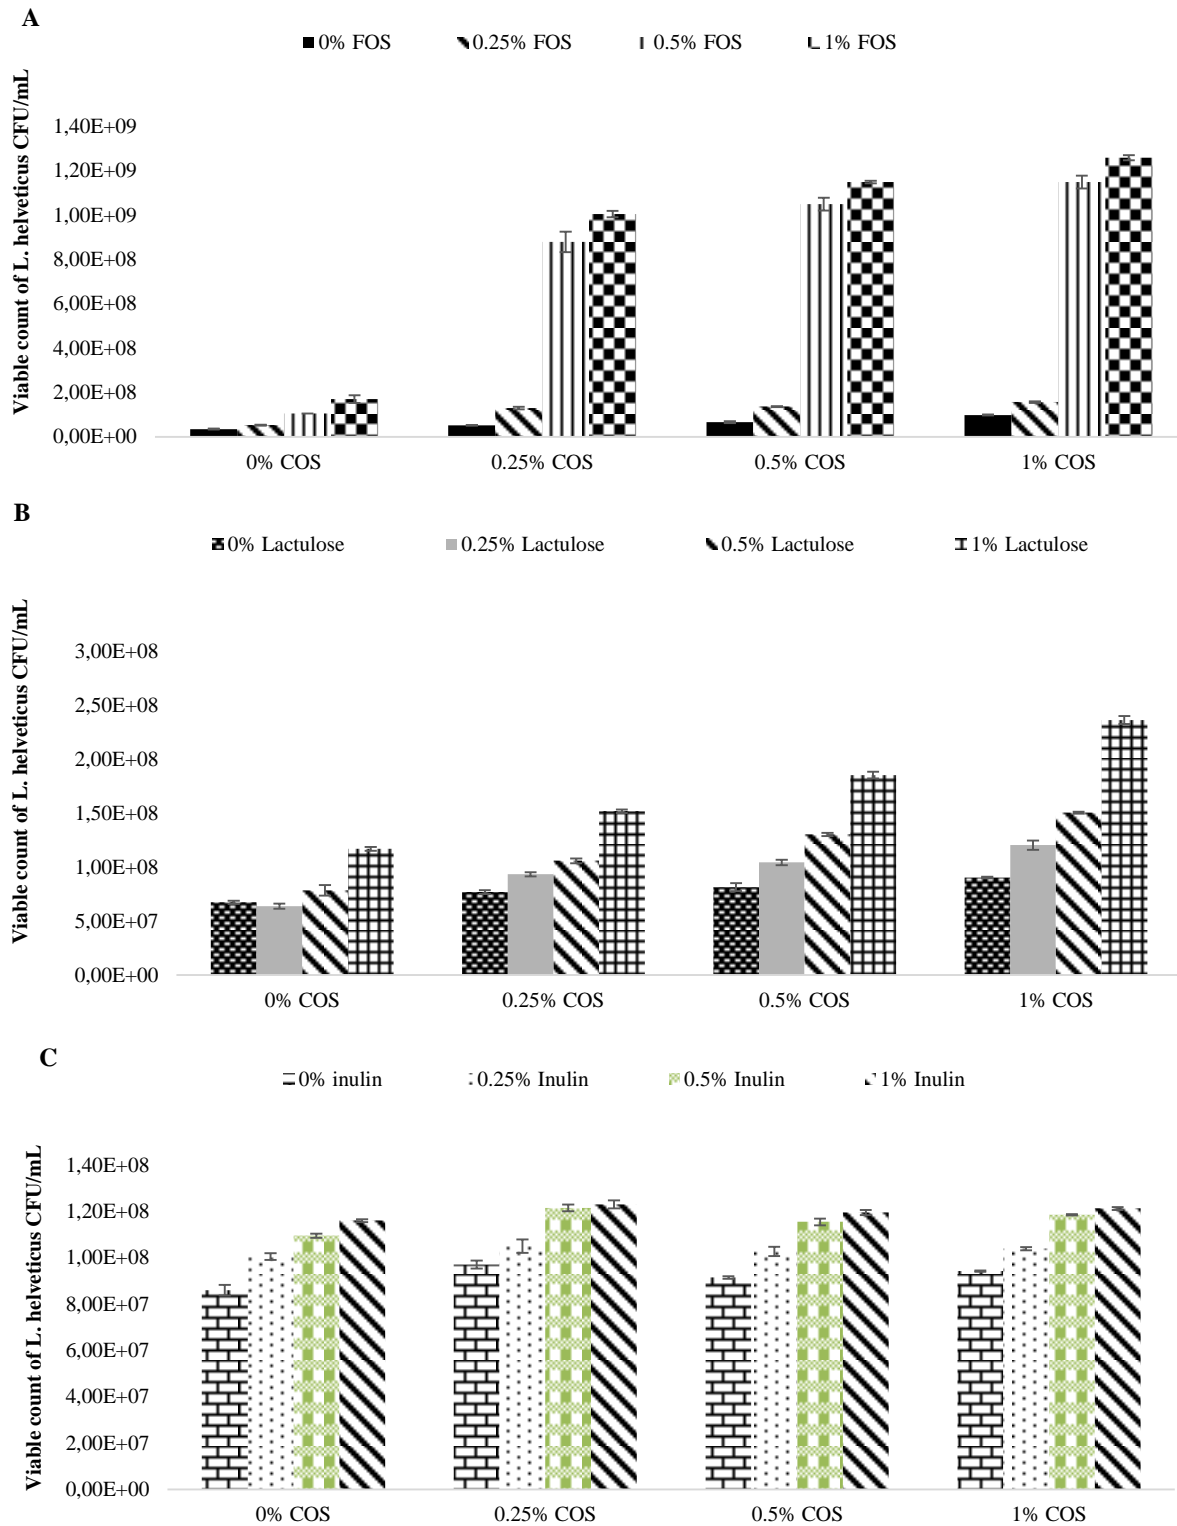 A
0% FOS 0.25% FOS 0.5% FOS 1% FOS
Viable count of L. helveticus CFU/mL
1,40E+09
1,20E+09
1,00E+09
8,00E+08
6,00E+08
4,00E+08
2,00E+08
0,00E+00
0% COS 0.25% COS 0.5% COS 1% COS
B
0% Lactulose 0.25% Lactulose 0.5% Lactulose 1% Lactulose
Viable count of L. helveticus CFU/mL
3,00E+08
2,50E+08
2,00E+08
1,50E+08
1,00E+08
5,00E+07
0,00E+00
0% COS 0.25% COS 0.5% COS 1% COS
C
0% inulin 0.25% Inulin 0.5% Inulin 1% Inulin
Viable count of L. helveticus CFU/mL
1,40E+08
1,20E+08
1,00E+08
8,00E+07
6,00E+07
4,00E+07
2,00E+07
0,00E+00
0% COS 0.25% COS 0.5% COS 1% COS